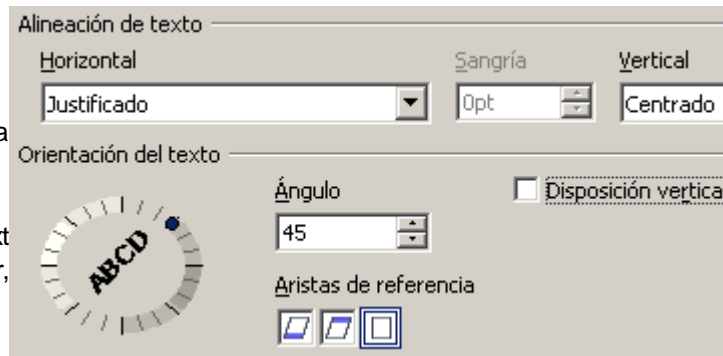 Alineación de texto
Horizontal Sangría Vertical
Justificado 0pt Centrado
a
Orientación del texto
Ángulo Disposición vertica
45
ABCD
xt
r,
Aristas de referencia